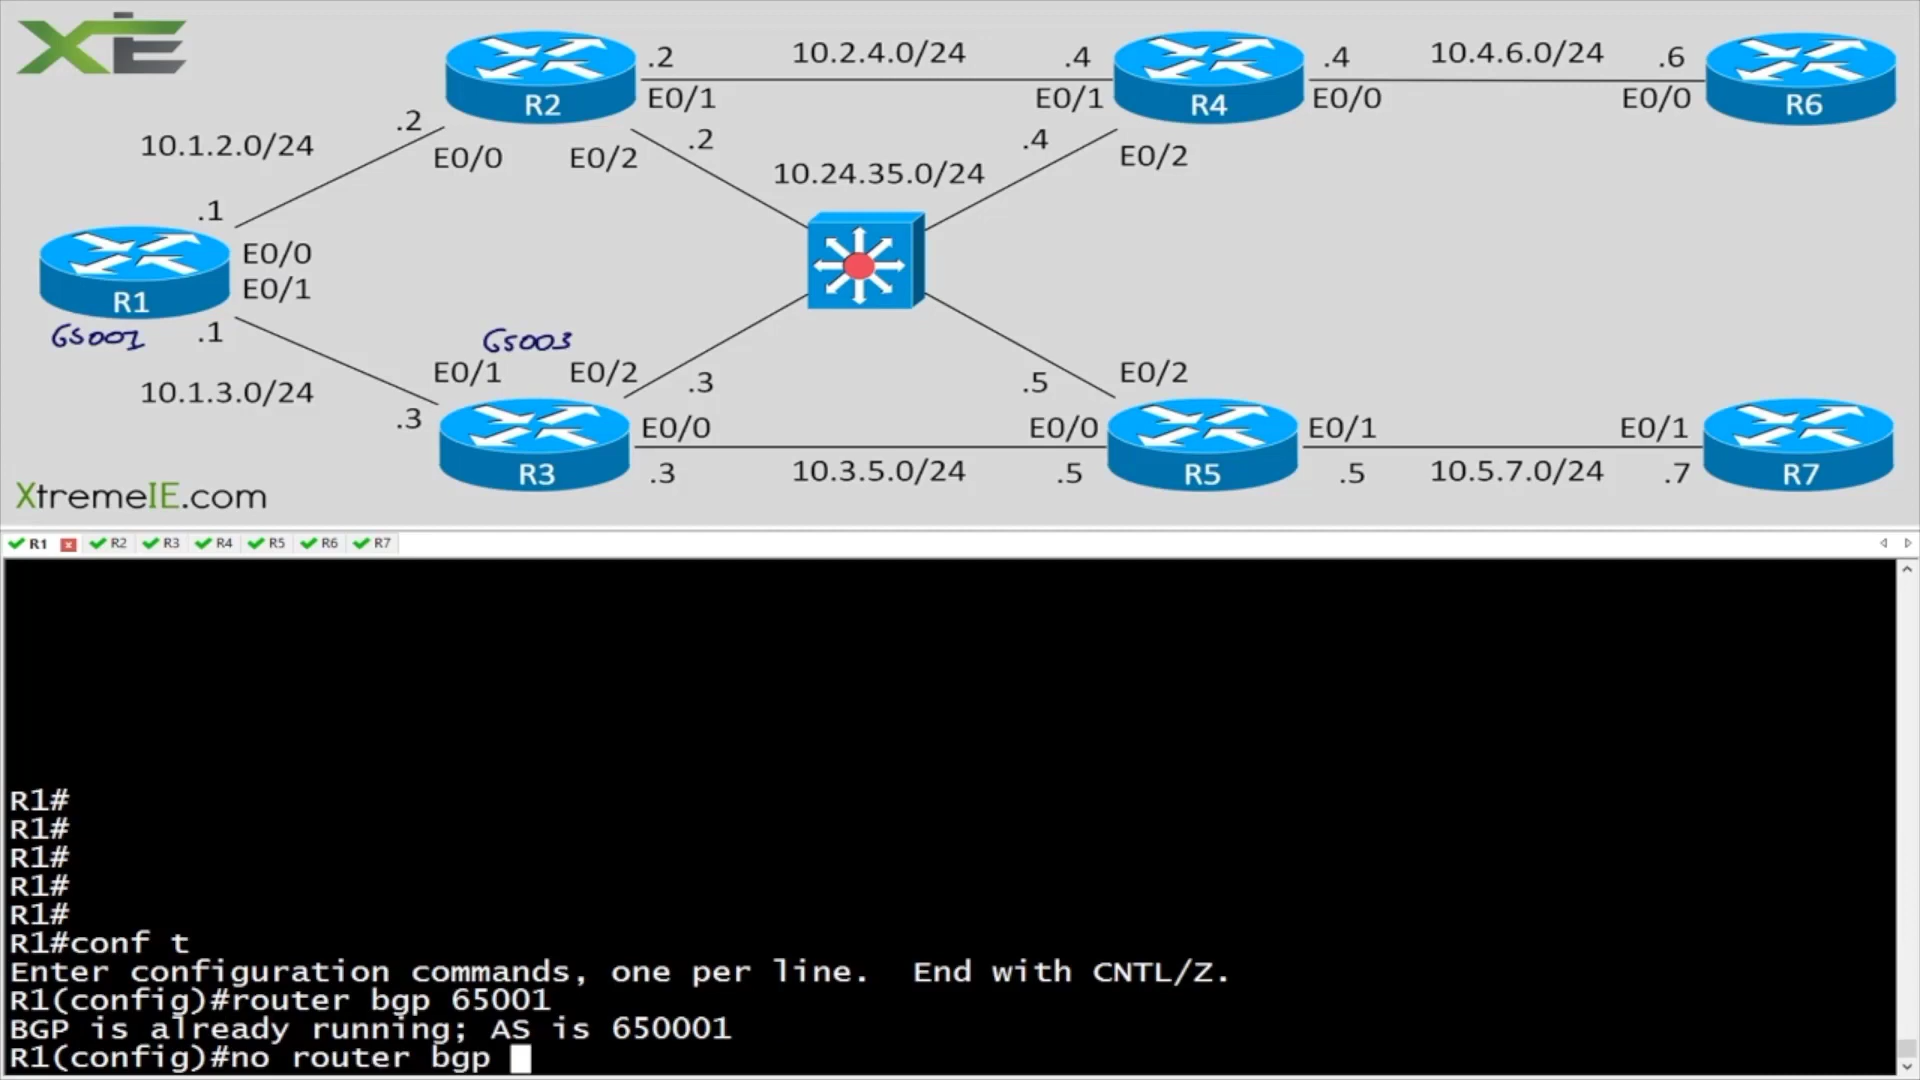 XIE
.2
10.2.4.0/24
.4
.4
10.4.6.0/24
.6
R2
E0/1
E0/1
R4
E0/0
E0/0
R6
10.1.2.0/24
.2
E0/0
E0/2
.2
10.24.35.0/24
.4
E0/2
.1
R1
E0/0
E0/1
65001
.1
65003
10.1.3.0/24
E0/1
E0/2
.3
.5
E0/2
.3
E0/0
E0/0
E0/1
E0/1
R3
.3
10.3.5.0/24
.5
R5
.5
10.5.7.0/24
.7
R7
XtremeIE.com
R1 R2 R3 R4 R5 R6 R7
R1#
R1#
R1#
R1#
R1#
R1#conf t
Enter configuration commands, one per line.  End with CNTL/Z.
R1(config)#router bgp 65001
BGP is already running; AS is 650001
R1(config)#no router bgp